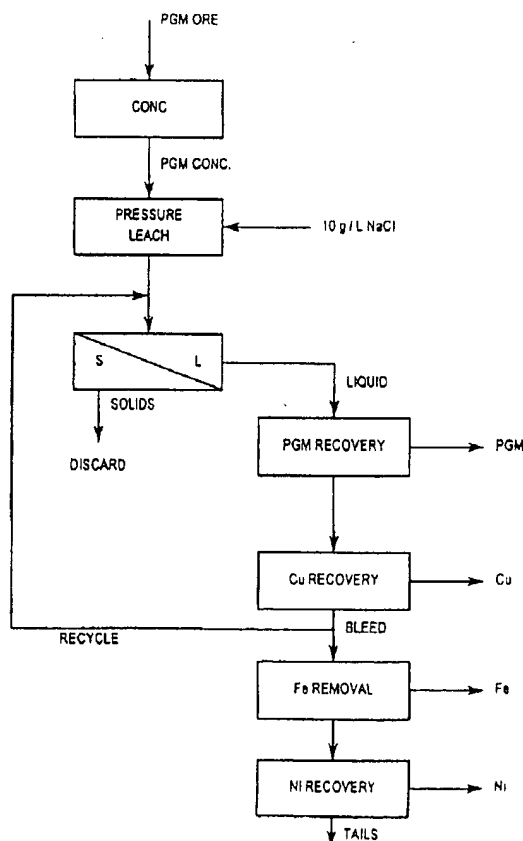 PGM ORE
CONC
PGM CONC.
PRESSURE
LEACH
10 g / L NaCl
S
L
LIQUID
SOLIDS
DISCARD
PGM RECOVERY
PGM
Cu RECOVERY
Cu
RECYCLE
BLEED
Fe REMOVAL
Fe
Ni RECOVERY
Ni
TAILS